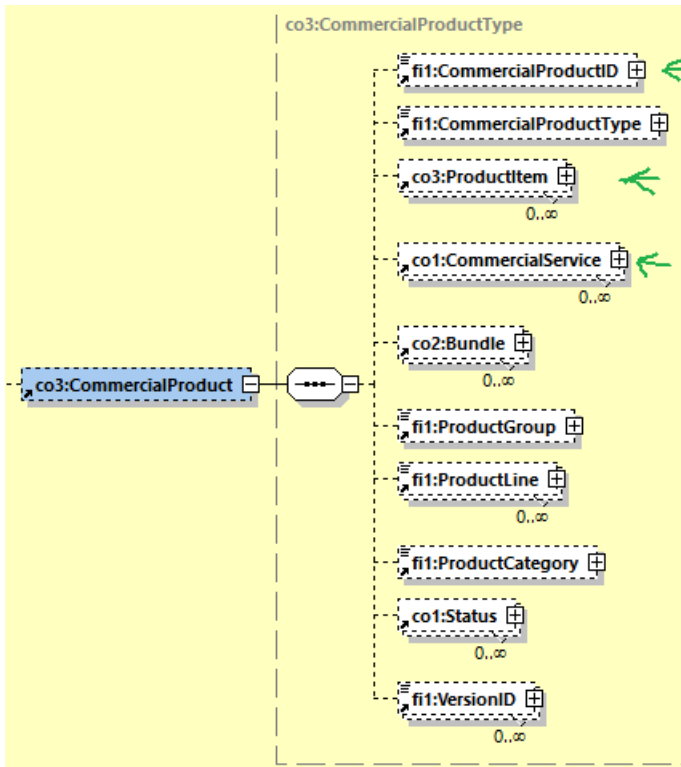 co3:CommercialProductType
fi1:CommercialProductID
fi1:CommercialProductType
co3:ProductItem
0..∞
co1:CommercialService
0..∞
co2:Bundle
0..∞
co3:CommercialProduct
fi1:ProductGroup
fi1:ProductLine
0..∞
fi1:ProductCategory
co1:Status
0..∞
fi1:VersionID
0..∞